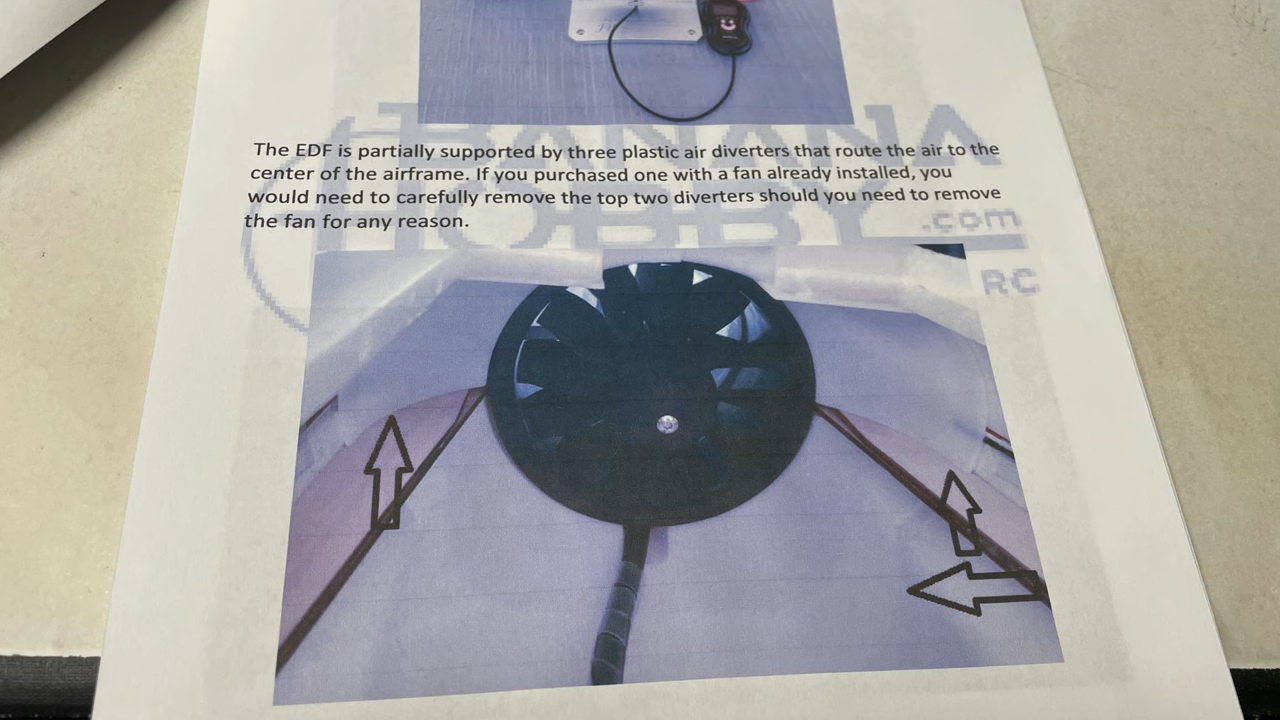 The EDF is partially supported by three plastic air diverters that route the air to the
center of the airframe. If you purchased one with a fan already installed, you
would need to carefully remove the top two diverters should you need to remove
the fan for any reason.
BANANA
HOBBY
.com
RC